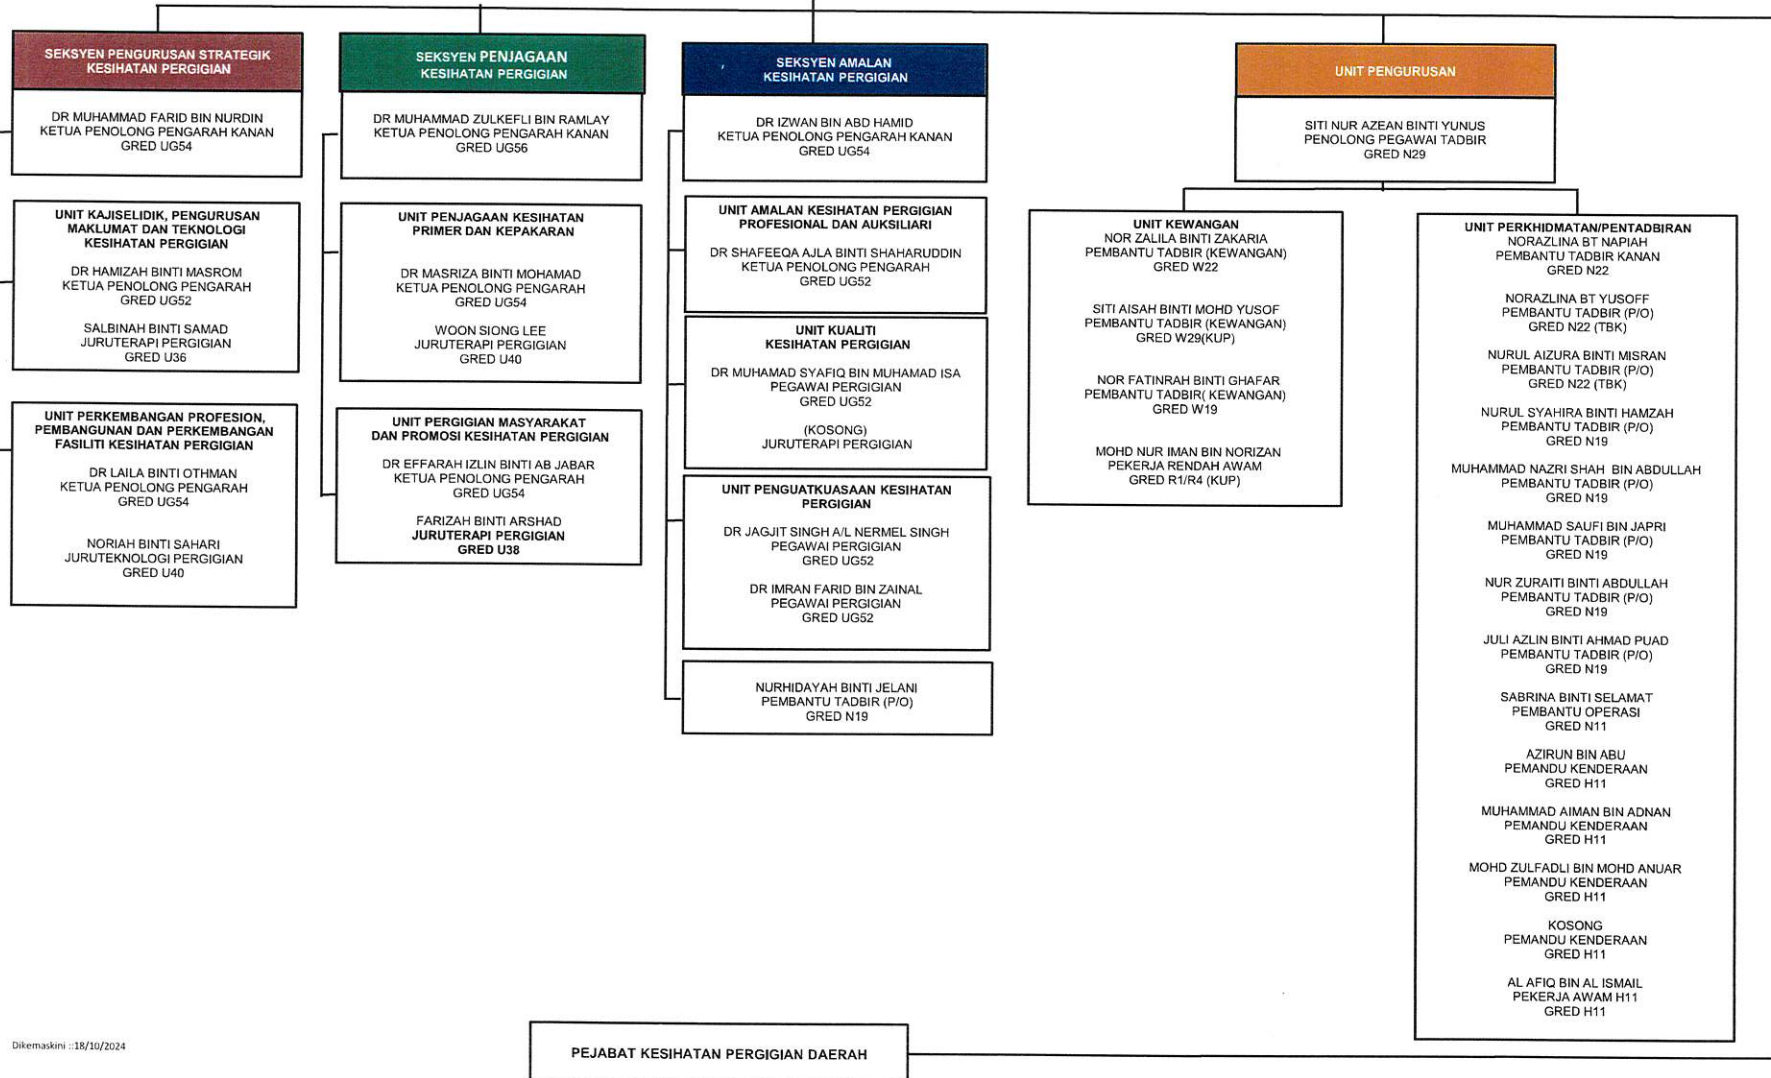 SEKSYEN PENGURUSAN STRATEGIK
KESIHATAN PERGIGIAN
DR MUHAMMAD FARID BIN NURDIN
KETUA PENOLONG PENGARAH KANAN
GRED UG54
UNIT KAJISELIDIK, PENGURUSAN
MAKLUMAT DAN TEKNOLOGI
KESIHATAN PERGIGIAN
DR HAMIZAH BINTI MASROM
KETUA PENOLONG PENGARAH
GRED UG52
SALBINAH BINTI SAMAD
JURUTERAPI PERGIGIAN
GRED U36
UNIT PERKEMBANGAN PROFESION,
PEMBANGUNAN DAN PERKEMBANGAN
FASILITI KESIHATAN PERGIGIAN
DR LAILA BINTI OTHMAN
KETUA PENOLONG PENGARAH
GRED UG54
NORIAH BINTI SAHARI
JURUTEKNOLOGI PERGIGIAN
GRED U40
SEKSYEN PENJAGAAN
KESIHATAN PERGIGIAN
DR MUHAMMAD ZULKEFLI BIN RAMLAY
KETUA PENOLONG PENGARAH KANAN
GRED UG56
UNIT PENJAGAAN KESIHATAN
PRIMER DAN KEPAKARAN
DR MASRIZA BINTI MOHAMAD
KETUA PENOLONG PENGARAH
GRED UG54
WOON SIONG LEE
JURUTERAPI PERGIGIAN
GRED U40
UNIT PERGIGIAN MASYARAKAT
DAN PROMOSI KESIHATAN PERGIGIAN
DR EFFARAH IZLIN BINTI AB JABAR
KETUA PENOLONG PENGARAH
GRED UG54
FARIZAH BINTI ARSHAD
JURUTERAPI PERGIGIAN
GRED U38
SEKSYEN AMALAN
KESIHATAN PERGIGIAN
DR IZWAN BIN ABD HAMID
KETUA PENOLONG PENGARAH KANAN
GRED UG54
UNIT AMALAN KESIHATAN PERGIGIAN
PROFESIONAL DAN AUKSILIARI
DR SHAFEEQA AJLA BINTI SHAHARUDDIN
KETUA PENOLONG PENGARAH
GRED UG52
UNIT KUALITI
KESIHATAN PERGIGIAN
DR MUHAMAD SYAFIQ BIN MUHAMAD ISA
PEGAWAI PERGIGIAN
GRED UG52
(KOSONG)
JURUTERAPI PERGIGIAN
UNIT PENGUATKUASAAN KESIHATAN
PERGIGIAN
DR JAGJIT SINGH A/L NERMEL SINGH
PEGAWAI PERGIGIAN
GRED UG52
DR IMRAN FARID BIN ZAINAL
PEGAWAI PERGIGIAN
GRED UG52
NURHIDAYAH BINTI JELANI
PEMBANTU TADBIR (P/O)
GRED N19
UNIT PENGURUSAN
SITI NUR AZEAN BINTI YUNUS
PENOLONG PEGAWAI TADBIR
GRED N29
UNIT KEWANGAN
NOR ZALILA BINTI ZAKARIA
PEMBANTU TADBIR (KEWANGAN)
GRED W22
SITI AISAH BINTI MOHD YUSOF
PEMBANTU TADBIR (KEWANGAN)
GRED W29(KUP)
NOR FATINRAH BINTI GHAFAR
PEMBANTU TADBIR( KEWANGAN)
GRED W19
MOHD NUR IMAN BIN NORIZAN
PEKERJA RENDAH AWAM
GRED R1/R4 (KUP)
UNIT PERKHIDMATAN/PENTADBIRAN
NORAZLINA BT NAPIAH
PEMBANTU TADBIR KANAN
GRED N22
NORAZLINA BT YUSOFF
PEMBANTU TADBIR (P/O)
GRED N22 (TBK)
NURUL AIZURA BINTI MISRAN
PEMBANTU TADBIR (P/O)
GRED N22 (TBK)
NURUL SYAHIRA BINTI HAMZAH
PEMBANTU TADBIR (P/O)
GRED N19
MUHAMMAD NAZRI SHAH BIN ABDULLAH
PEMBANTU TADBIR (P/O)
GRED N19
MUHAMMAD SAUFI BIN JAPRI
PEMBANTU TADBIR (P/O)
GRED N19
NUR ZURAITI BINTI ABDULLAH
PEMBANTU TADBIR (P/O)
GRED N19
JULI AZLIN BINTI AHMAD PUAD
PEMBANTU TADBIR (P/O)
GRED N19
SABRINA BINTI SELAMAT
PEMBANTU OPERASI
GRED N11
AZIRUN BIN ABU
PEMANDU KENDERAAN
GRED H11
MUHAMMAD AIMAN BIN ADNAN
PEMANDU KENDERAAN
GRED H11
MOHD ZULFADLI BIN MOHD ANUAR
PEMANDU KENDERAAN
GRED H11
KOSONG
PEMANDU KENDERAAN
GRED H11
AL AFIQ BIN AL ISMAIL
PEKERJA AWAM H11
GRED H11
Dikemaskini ::18/10/2024
PEJABAT KESIHATAN PERGIGIAN DAERAH